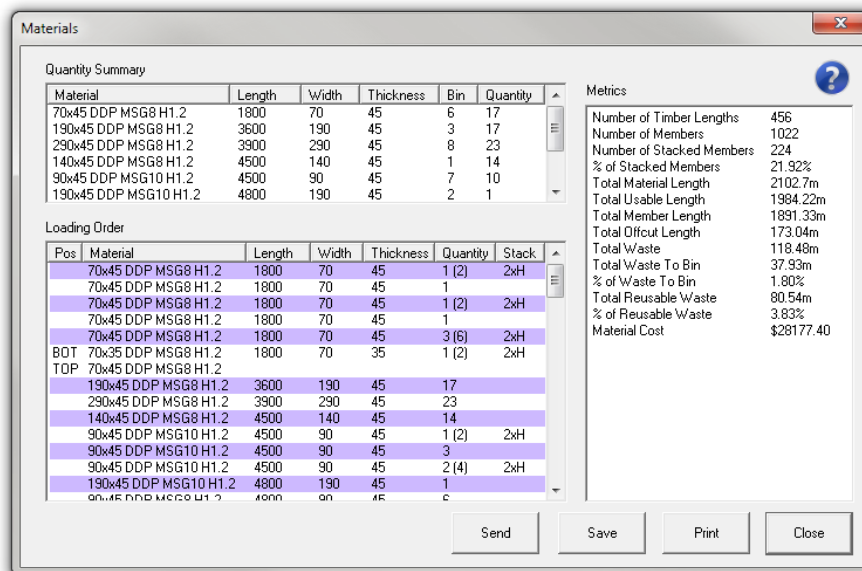 Materials
Quantity Summary
Material Length Width Thickness Bin Quantity
70x45 DDP MSG8 H1.2 1800 70 45 6 17
190x45 DDP MSG8 H1.2 3600 190 45 3 17
290x45 DDP MSG8 H1.2 3900 290 45 8 23
140x45 DDP MSG8 H1.2 4500 140 45 1 14
90x45 DDP MSG10 H1.2 4500 90 45 7 10
190x45 DDP MSG10 H1.2 4800 190 45 2 1
Loading Order
Pos Material Length Width Thickness Quantity Stack
70x45 DDP MSG8 H1.2 1800 70 45 1 (2) 2xH
70x45 DDP MSG8 H1.2 1800 70 45 1
70x45 DDP MSG8 H1.2 1800 70 45 1 (2) 2xH
70x45 DDP MSG8 H1.2 1800 70 45 1
70x45 DDP MSG8 H1.2 1800 70 45 3 (6) 2xH
BOT 70x35 DDP MSG8 H1.2 1800 70 35 1 (2) 2xH
TOP 70x45 DDP MSG8 H1.2
190x45 DDP MSG8 H1.2 3600 190 45 17
290x45 DDP MSG8 H1.2 3900 290 45 23
140x45 DDP MSG8 H1.2 4500 140 45 14
90x45 DDP MSG10 H1.2 4500 90 45 1 (2) 2xH
90x45 DDP MSG10 H1.2 4500 90 45 3
90x45 DDP MSG10 H1.2 4500 90 45 2 (4) 2xH
190x45 DDP MSG10 H1.2 4800 190 45 1
90x45 DDP MSG8 H1.2 4800 90 45 6
Metrics
Number of Timber Lengths 456
Number of Members 1022
Number of Stacked Members 224
% of Stacked Members 21.92%
Total Material Length 2102.7m
Total Usable Length 1984.22m
Total Member Length 1891.33m
Total Offcut Length 173.04m
Total Waste 118.48m
Total Waste To Bin 37.93m
% of Waste To Bin 1.80%
Total Reusable Waste 80.54m
% of Reusable Waste 3.83%
Material Cost $28177.40
Send Save Print Close